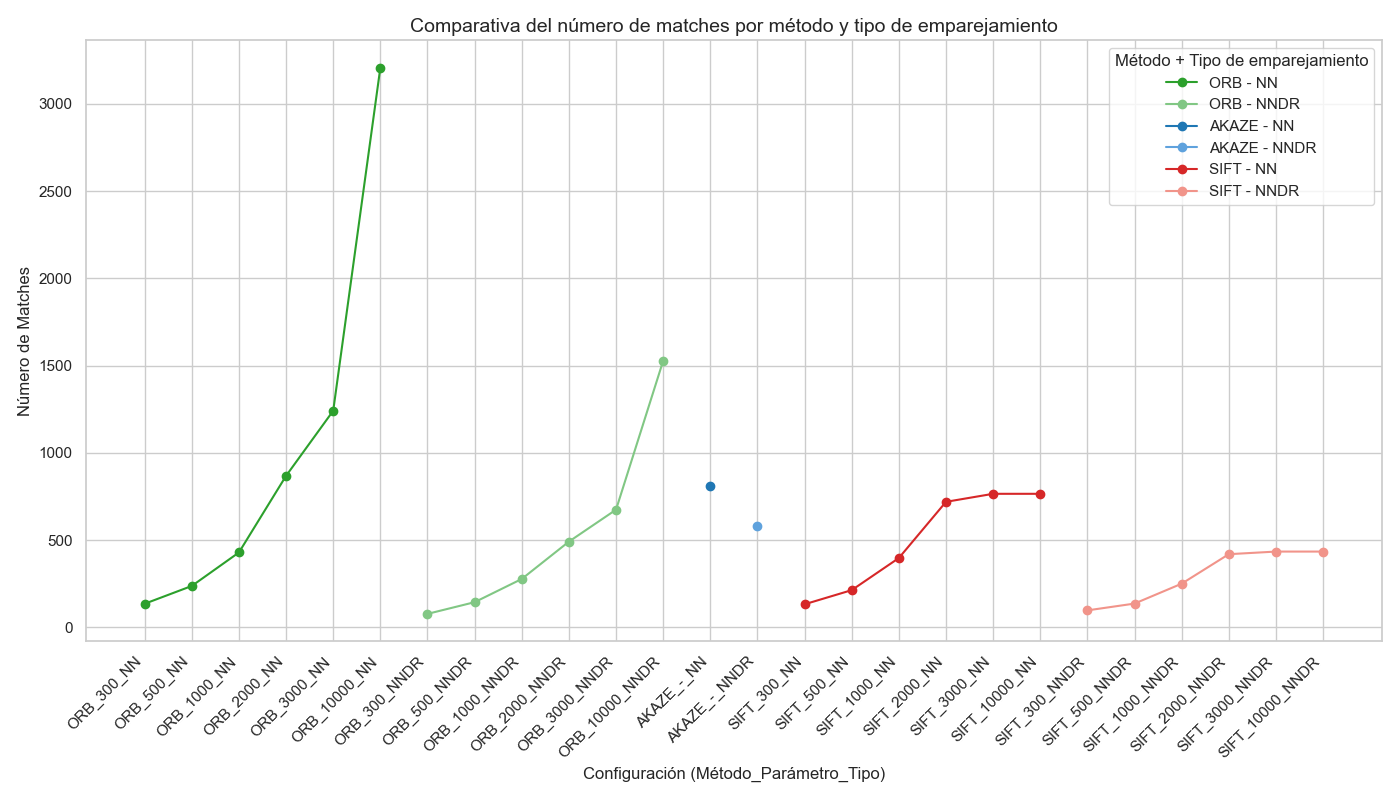 Comparativa del número de matches por método y tipo de emparejamiento
Método + Tipo de emparejamiento
ORB - NN
ORB - NNDR
AKAZE - NN
AKAZE - NNDR
SIFT - NN
SIFT - NNDR
Número de Matches
3000
2500
2000
1500
1000
500
0
ORB_300_NN
ORB_500_NN
ORB_1000_NN
ORB_2000_NN
ORB_3000_NN
ORB_10000_NN
ORB_300_NNDR
ORB_500_NNDR
ORB_1000_NNDR
ORB_2000_NNDR
ORB_3000_NNDR
ORB_10000_NNDR
AKAZE_-_NN
AKAZE_-_NNDR
SIFT_300_NN
SIFT_500_NN
SIFT_1000_NN
SIFT_2000_NN
SIFT_3000_NN
SIFT_10000_NN
SIFT_300_NNDR
SIFT_500_NNDR
SIFT_1000_NNDR
SIFT_2000_NNDR
SIFT_3000_NNDR
SIFT_10000_NNDR
Configuración (Método_Parámetro_Tipo)